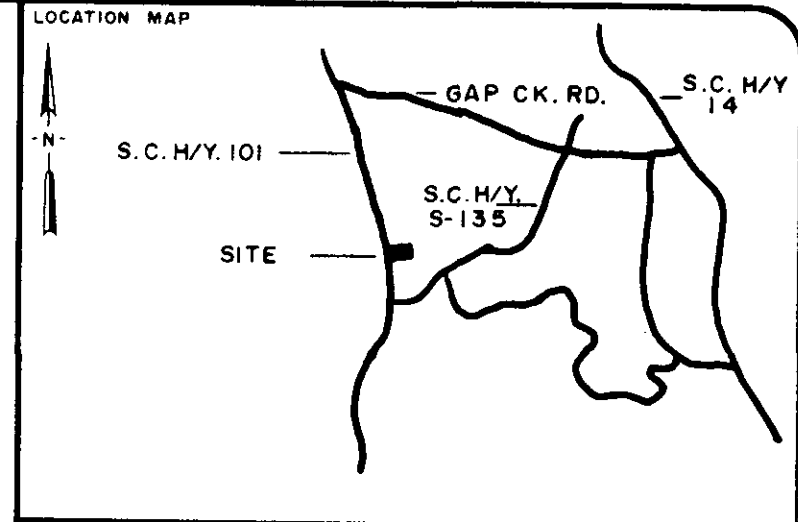 LOCATION MAP
GAP CK. RD.
S.C. H/Y
14
-N-
S.C. H/Y. 101
S.C. H/Y.
S-135
SITE